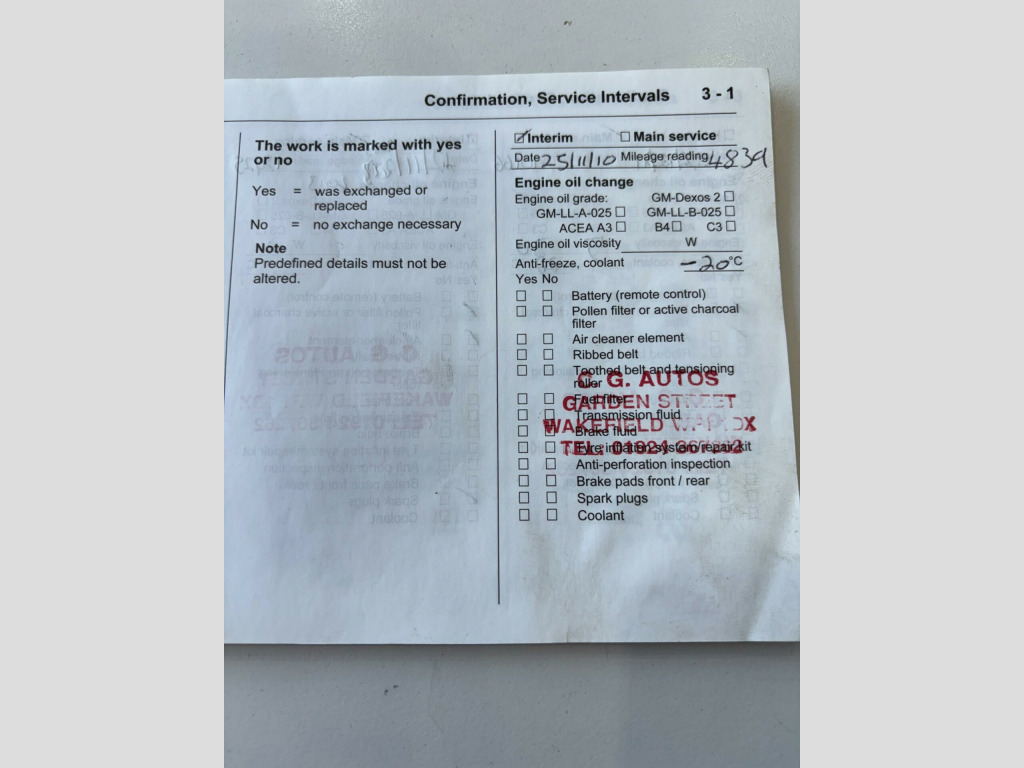 Confirmation, Service Intervals 3 - 1
The work is marked with yes
or no
Yes = was exchanged or
replaced
No = no exchange necessary
Note
Predefined details must not be
altered.
Interim Main service
Date 25/11/10 Mileage reading 4839
Engine oil change
Engine oil grade: GM-Dexos 2
GM-LL-A-025 GM-LL-B-025
ACEA A3 B4 C3
Engine oil viscosity W
Anti-freeze, coolant -20°C
Yes No
Battery (remote control)
Pollen filter or active charcoal
filter
Air cleaner element
Ribbed belt
Toothed belt and tensioning
roller
C. G. AUTOS
Fuel filter
GARDEN STREET
Transmission fluid
WAKEFIELD
Brake fluid
Tyre inflation system/repair kit
TEL: 01924
Anti-perforation inspection
Brake pads front / rear
Spark plugs
Coolant